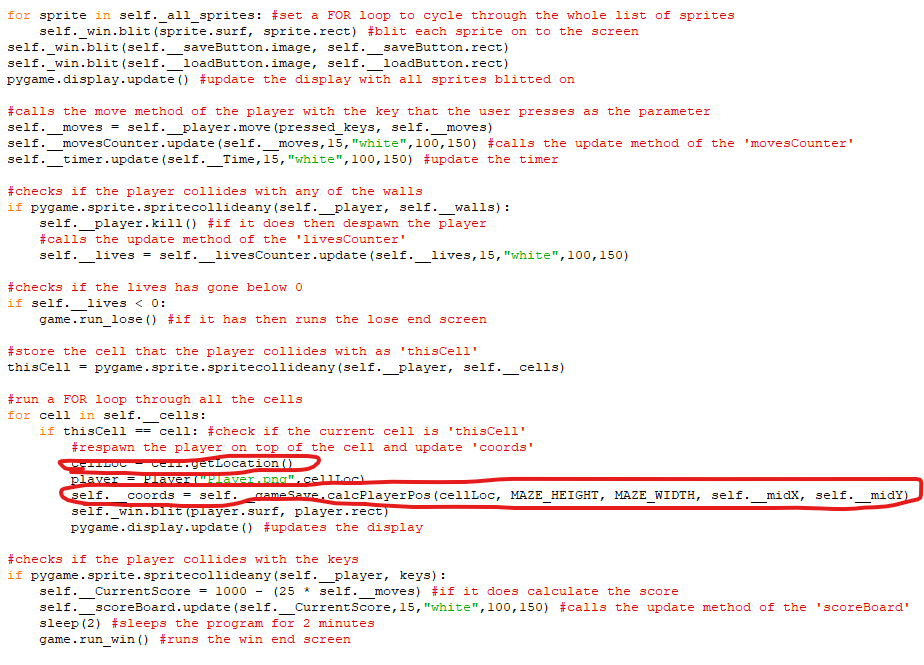 for sprite in self._all_sprites: #set a FOR loop to cycle through the whole list of sprites
    self._win.blit(sprite.surf, sprite.rect) #blit each sprite on to the screen
self._win.blit(self.__saveButton.image, self.__saveButton.rect)
self._win.blit(self.__loadButton.image, self.__loadButton.rect)
pygame.display.update() #update the display with all sprites blitted on

#calls the move method of the player with the key that the user presses as the parameter
self.__moves = self.__player.move(pressed_keys, self.__moves)
self.__movesCounter.update(self.__moves,15,"white",100,150) #calls the update method of the 'movesCounter'
self.__timer.update(self.__Time,15,"white",100,150) #update the timer

#checks if the player collides with any of the walls
if pygame.sprite.spritecollideany(self.__player, self.__walls):
    self.__player.kill() #if it does then despawn the player
    #calls the update method of the 'livesCounter'
    self.__lives = self.__livesCounter.update(self.__lives,15,"white",100,150)

#checks if the lives has gone below 0
if self.__lives < 0:
    game.run_lose() #if it has then runs the lose end screen

#store the cell that the player collides with as 'thisCell'
thisCell = pygame.sprite.spritecollideany(self.__player, self.__cells)

#run a FOR loop through all the cells
for cell in self.__cells:
    if thisCell == cell: #check if the current cell is 'thisCell'
        #respawn the player on top of the cell and update 'coords'
        cellLoc = cell.getLocation()
        player = Player("Player.png",cellLoc)
        self.__coords = self.__gameSave.calcPlayerPos(cellLoc, MAZE_HEIGHT, MAZE_WIDTH, self.__midX, self.__midY)
        self._win.blit(player.surf, player.rect)
        pygame.display.update() #updates the display

#checks if the player collides with the keys
if pygame.sprite.spritecollideany(self.__player, keys):
    self.__CurrentScore = 1000 - (25 * self.__moves) #if it does calculate the score
    self.__scoreBoard.update(self.__CurrentScore,15,"white",100,150) #calls the update method of the 'scoreBoard'
    sleep(2) #sleeps the program for 2 minutes
    game.run_win() #runs the win end screen